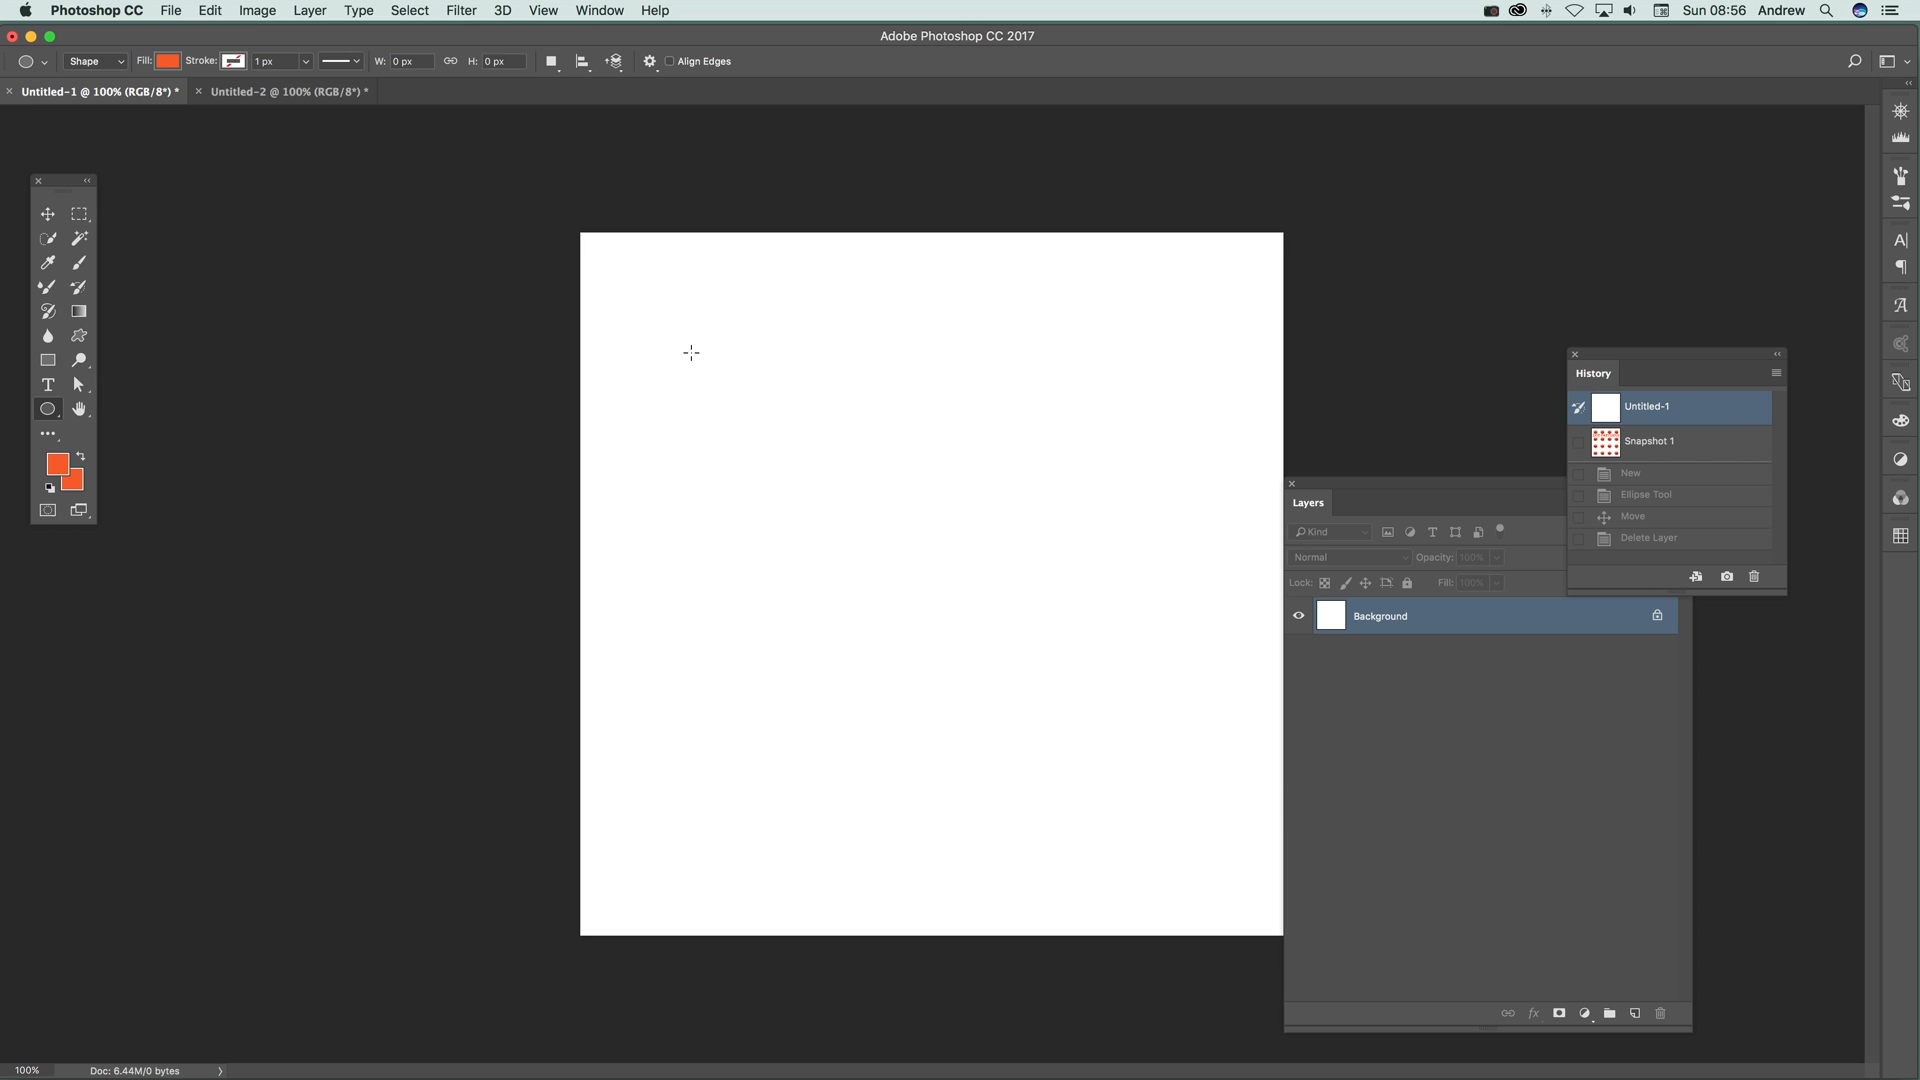 Photoshop CC File Edit Image Layer Type Select Filter 3D View Window Help Sun 08:56 Andrew
Adobe Photoshop CC 2017
Shape Fill: Stroke: 1 px W: 0 px H: 0 px Align Edges
Untitled-1 @ 100% (RGB/8*) * Untitled-2 @ 100% (RGB/8*) *
History
Untitled-1
Snapshot 1
New
Ellipse Tool
Move
Delete Layer
Layers
Kind
Normal Opacity: 100%
Lock: Fill: 100%
Background
100% Doc: 6.44M/0 bytes